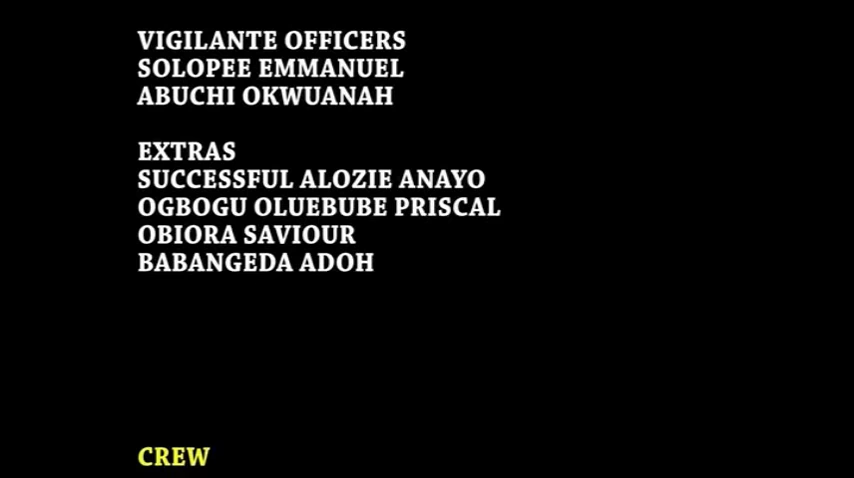 VIGILANTE OFFICERS
SOLOPEE EMMANUEL
ABUCHI OKWUANAH
EXTRAS
SUCCESSFUL ALOZIE ANAYO
OGBOGU OLUEBUBE PRISCAL
OBIORA SAVIOUR
BABANGEDA ADOH
CREW